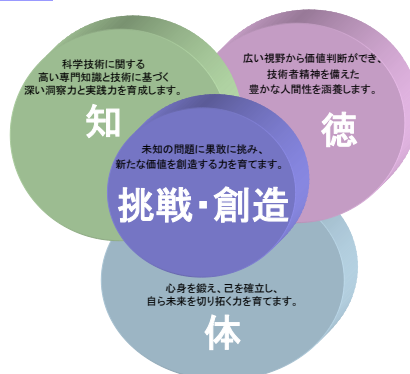 科学技術に関する
高い専門知識と技術に基づく
深い洞察力と実践力を育成します。
知
広い視野から価値判断ができ、
技術者精神を備えた
豊かな人間性を涵養します。
徳
未知の問題に果敢に挑み、
新たな価値を創造する力を育てます。
挑戦・創造
心身を鍛え、己を確立し、
自ら未来を切り拓く力を育てます。
体